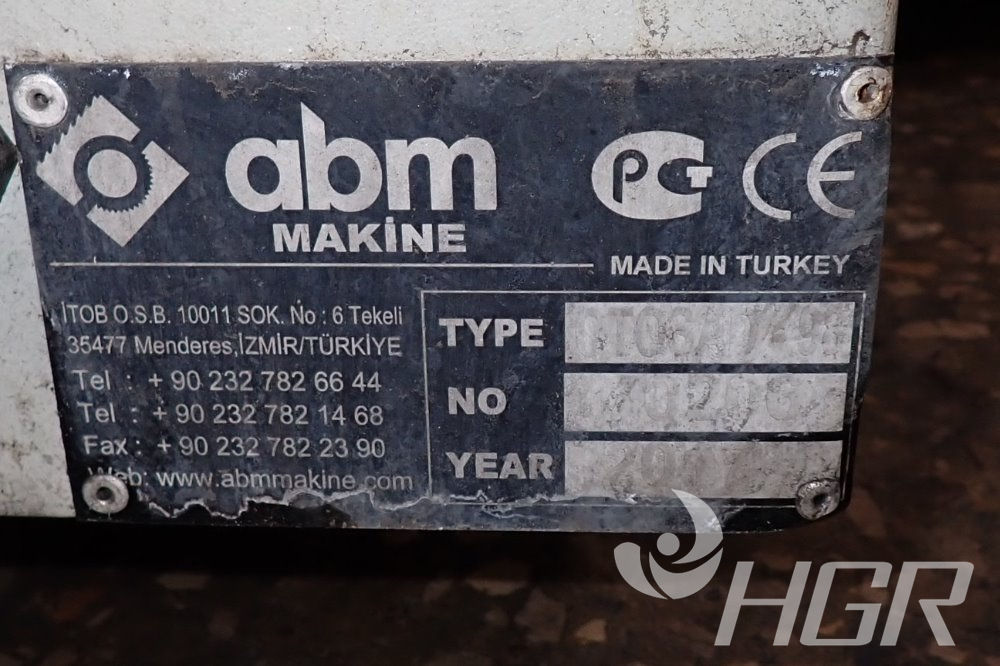 abm
MAKİNE
PG CE
MADE IN TURKEY
İTOB O.S.B. 10011 SOK. No : 6 Tekeli
35477 Menderes,İZMİR/TÜRKİYE
Tel : + 90 232 782 66 44
Tel : + 90 232 782 14 68
Fax : + 90 232 782 23 90
Web: www.abmmakine.com
TYPE
NO
YEAR
HGR